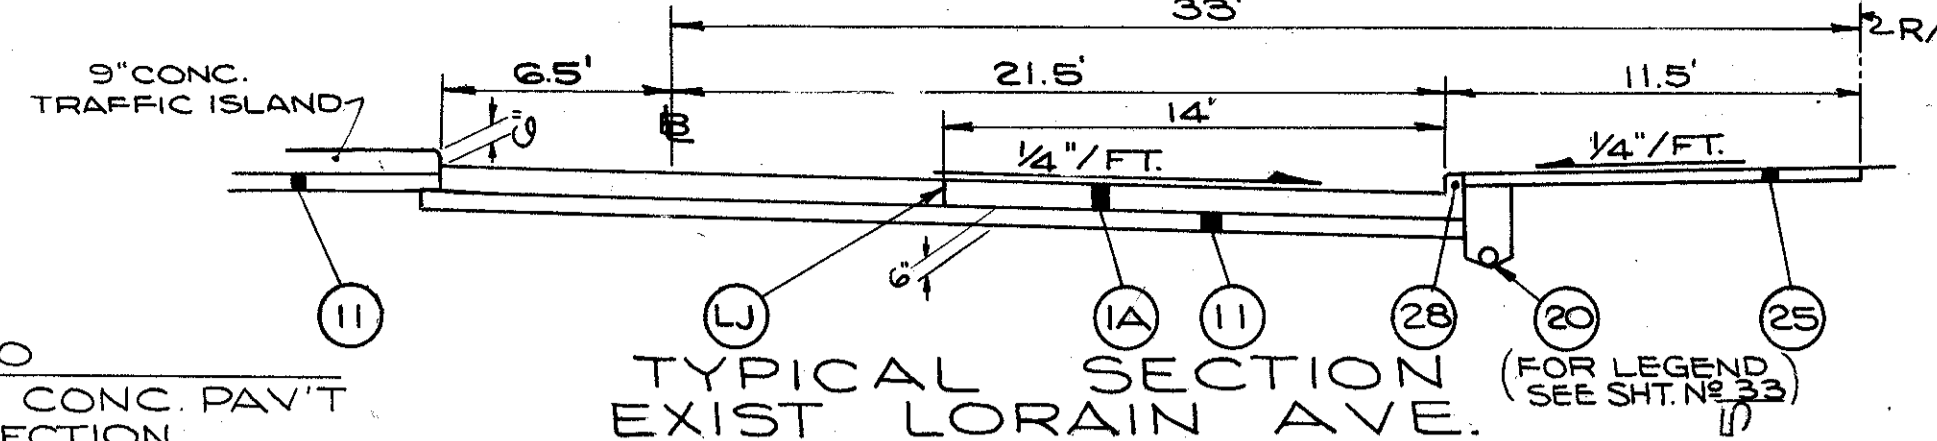 33'
R/
9" CONC.
TRAFFIC ISLAND
6.5'
21.5'
11.5'
14'
6"
B
1/4"/FT.
1/4"/FT.
6"
11
LJ
1A
11
28
20
25
TYPICAL SECTION
EXIST LORAIN AVE.
(FOR LEGEND
SEE SHT. Nº 33)
CONC. PAV'T
ECTION